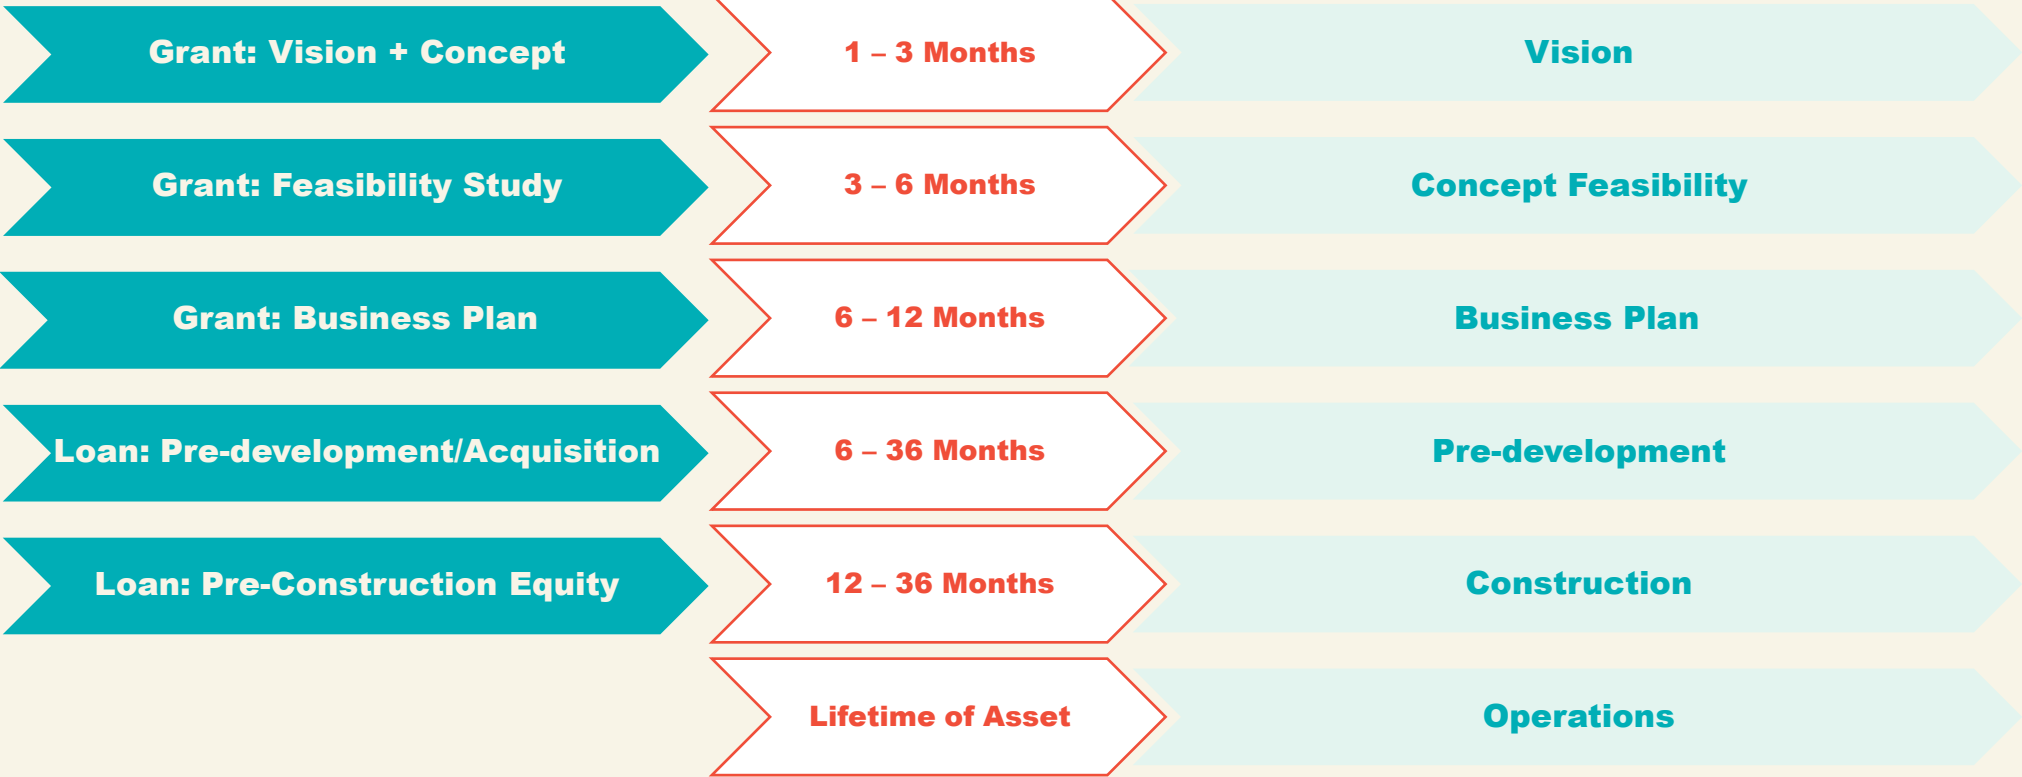 Grant: Vision + Concept
1 – 3 Months
Vision
Grant: Feasibility Study
3 – 6 Months
Concept Feasibility
Grant: Business Plan
6 – 12 Months
Business Plan
Loan: Pre-development/Acquisition
6 – 36 Months
Pre-development
Loan: Pre-Construction Equity
12 – 36 Months
Construction
Lifetime of Asset
Operations